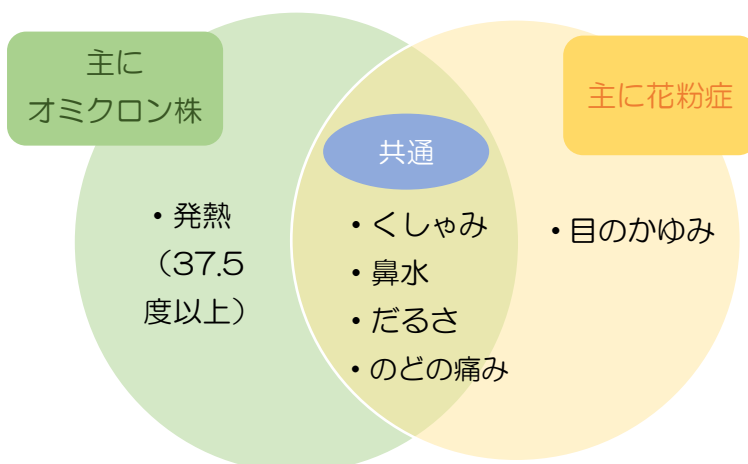 主に
オミクロン株
主に花粉症
共通
・発熱
（37.5
度以上）
・くしゃみ
・鼻水
・だるさ
・のどの痛み
・目のかゆみ